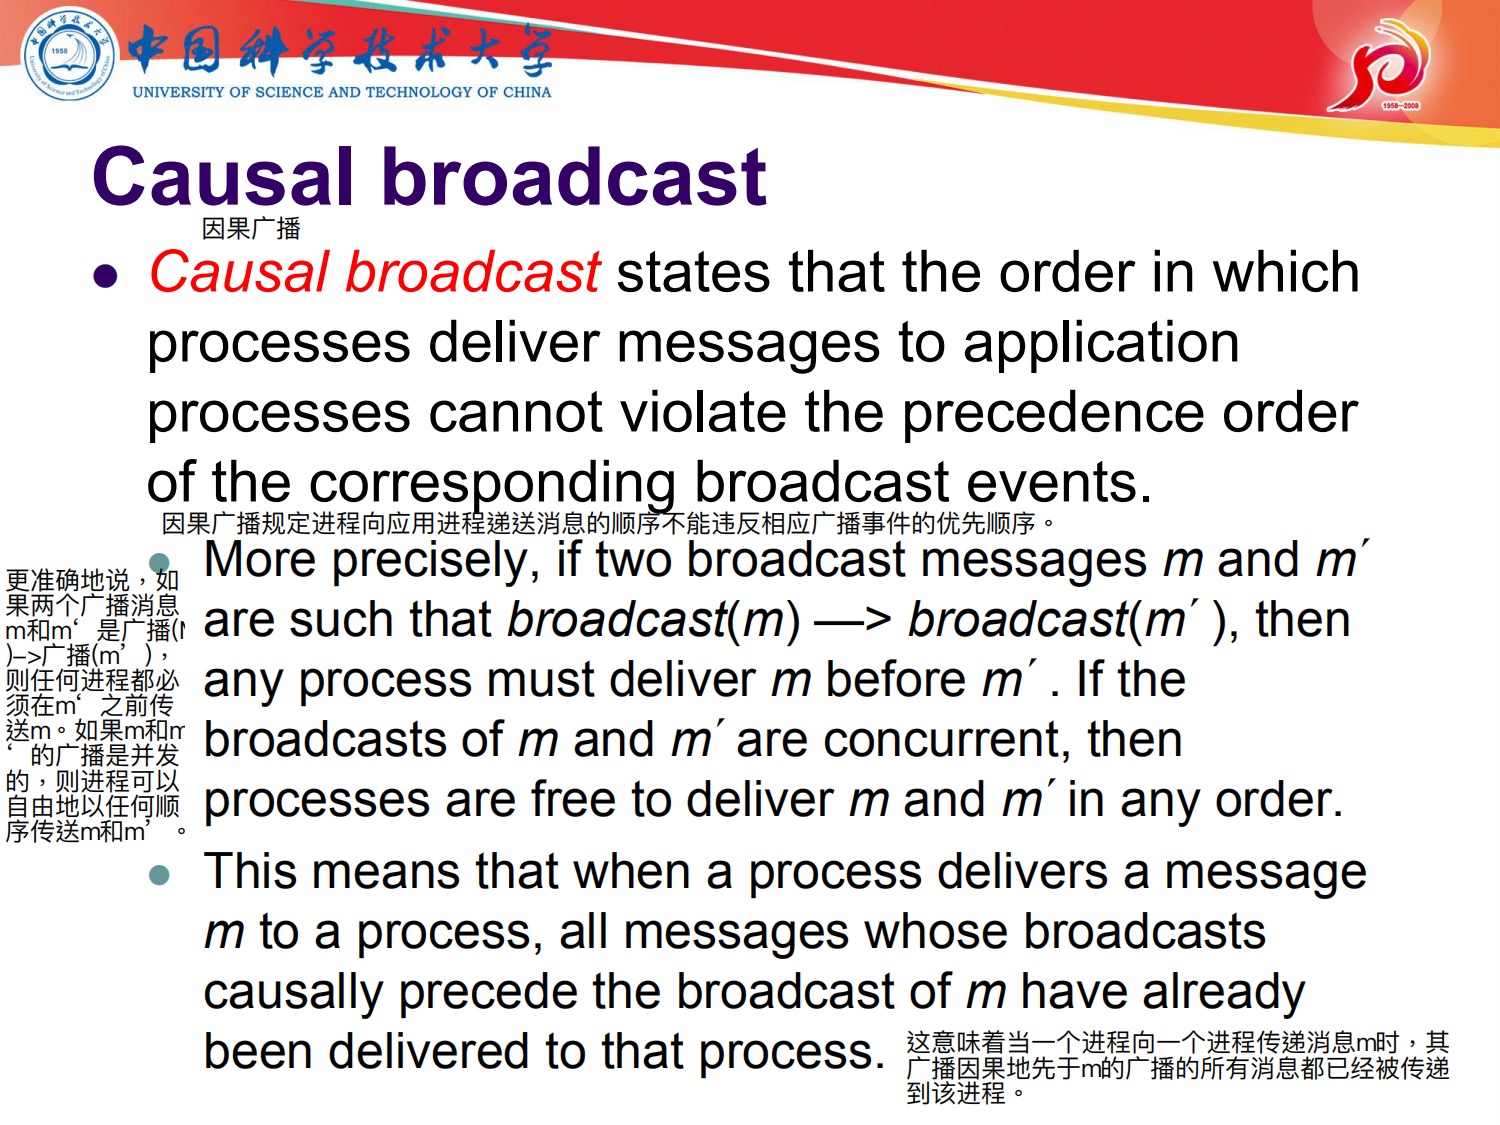 中国科学技术大学
UNIVERSITY OF SCIENCE AND TECHNOLOGY OF CHINA
1958
1958-2008
Causal broadcast
因果广播
Causal broadcast states that the order in which
processes deliver messages to application
processes cannot violate the precedence order
of the corresponding broadcast events.
因果广播规定进程向应用进程递送消息的顺序不能违反相应广播事件的优先顺序。
More precisely, if two broadcast messages m and m´
are such that broadcast(m) —> broadcast(m´ ), then
any process must deliver m before m´ . If the
broadcasts of m and m´ are concurrent, then
processes are free to deliver m and m´ in any order.
更准确地说，如
果两个广播消息
m和m‘ 是广播(
)–>广播(m’ )，
则任何进程都必
须在m‘ 之前传
送m。如果m和m
‘ 的广播是并发
的，则进程可以
自由地以任何顺
序传送m和m’ 。
This means that when a process delivers a message
m to a process, all messages whose broadcasts
causally precede the broadcast of m have already
been delivered to that process.
这意味着当一个进程向一个进程传递消息m时，其
广播因果地先于m的广播的所有消息都已经被传递
到该进程。